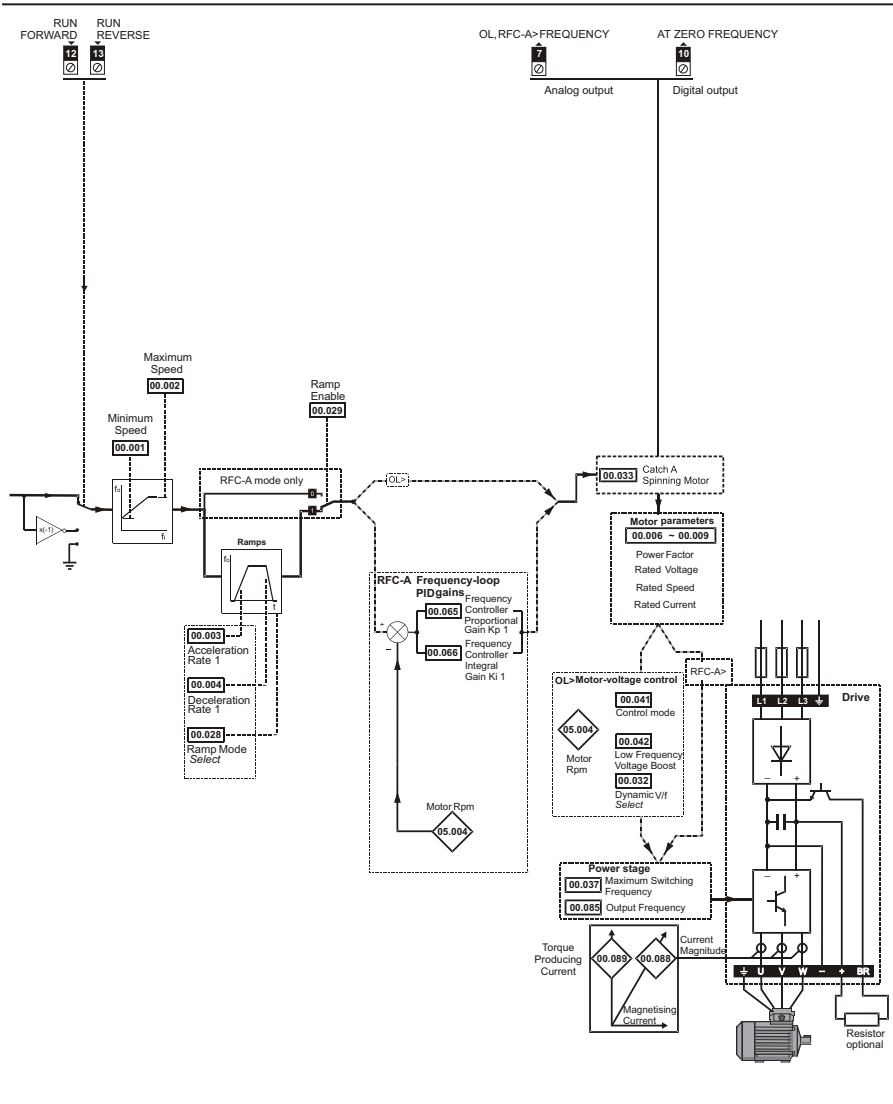 RUN FORWARD
RUN REVERSE
12
13
OL,RFC-A>FREQUENCY
7
Analog output
AT ZERO FREQUENCY
10
Digital output
Maximum
Speed
00.002
Minimum
Speed
00.001
Ramp
Enable
00.029
x(-1)
f₀
fᵢ
RFC-A mode only
0
1
OL>
Ramps
f₀
t
00.003
Acceleration
Rate 1
00.004
Deceleration
Rate 1
00.028
Ramp Mode
Select
RFC-A Frequency-loop
PIDgains
+
−
00.065
Frequency
Controller
Proportional
Gain Kp 1
00.066
Frequency
Controller
Integral
Gain Ki 1
Motor Rpm
05.004
00.033
Catch A
Spinning Motor
Motor parameters
00.006 ~ 00.009
Power Factor
Rated Voltage
Rated Speed
Rated Current
RFC-A>
OL>Motor-voltage control
00.041
Control mode
05.004
Motor
Rpm
00.042
Low Frequency
Voltage Boost
00.032
Dynamic V/f
Select
Power stage
00.037
Maximum Switching
Frequency
00.085
Output Frequency
Torque
Producing
Current
00.089
00.088
Current
Magnitude
Magnetising
Current
L1 L2 L3
Drive
− +
− +
U V W − + BR
Resistor
optional